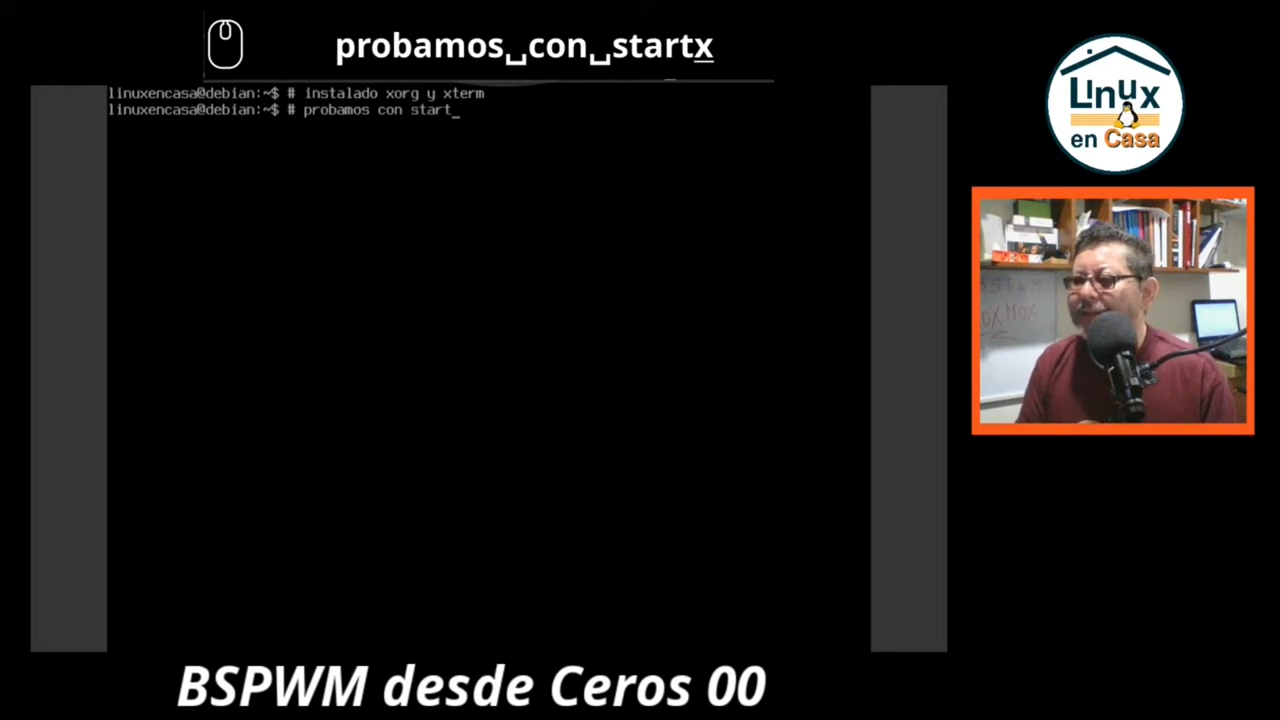 probamos␣con␣startx
linuxencasa@debian:~$ # instalado xorg y xterm
linuxencasa@debian:~$ # probamos con start_
Linux
en Casa
BSPWM
BSPWM desde Ceros 00